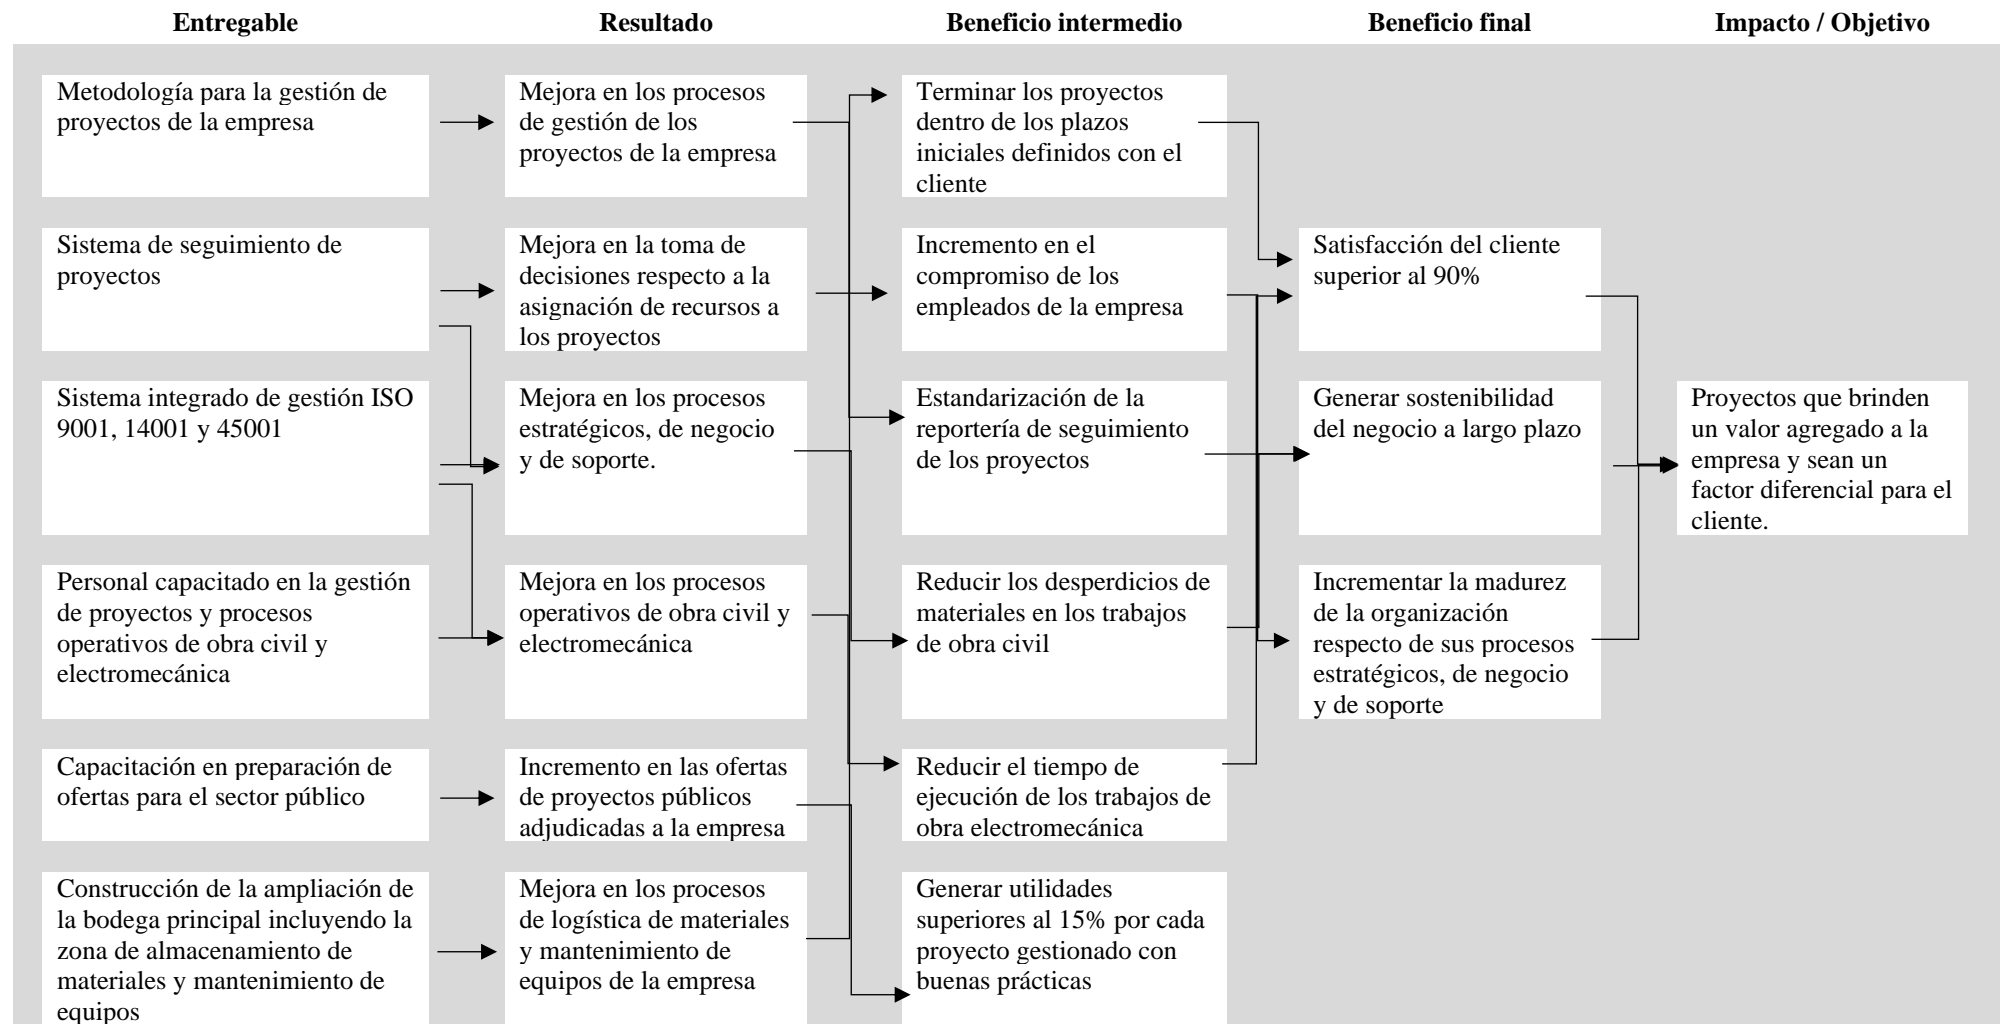 Entregable
Resultado
Beneficio intermedio
Beneficio final
Impacto / Objetivo
Metodología para la gestión de
proyectos de la empresa
Mejora en los procesos
de gestión de los
proyectos de la empresa
Terminar los proyectos
dentro de los plazos
iniciales definidos con el
cliente
Sistema de seguimiento de
proyectos
Mejora en la toma de
decisiones respecto a la
asignación de recursos a
los proyectos
Incremento en el
compromiso de los
empleados de la empresa
Satisfacción del cliente
superior al 90%
Sistema integrado de gestión ISO
9001, 14001 y 45001
Mejora en los procesos
estratégicos, de negocio
y de soporte.
Estandarización de la
reportería de seguimiento
de los proyectos
Generar sostenibilidad
del negocio a largo plazo
Proyectos que brinden
un valor agregado a la
empresa y sean un
factor diferencial para el
cliente.
Personal capacitado en la gestión
de proyectos y procesos
operativos de obra civil y
electromecánica
Mejora en los procesos
operativos de obra civil y
electromecánica
Reducir los desperdicios de
materiales en los trabajos
de obra civil
Incrementar la madurez
de la organización
respecto de sus procesos
estratégicos, de negocio
y de soporte
Capacitación en preparación de
ofertas para el sector público
Incremento en las ofertas
de proyectos públicos
adjudicadas a la empresa
Reducir el tiempo de
ejecución de los trabajos de
obra electromecánica
Construcción de la ampliación de
la bodega principal incluyendo la
zona de almacenamiento de
materiales y mantenimiento de
equipos
Mejora en los procesos
de logística de materiales
y mantenimiento de
equipos de la empresa
Generar utilidades
superiores al 15% por cada
proyecto gestionado con
buenas prácticas